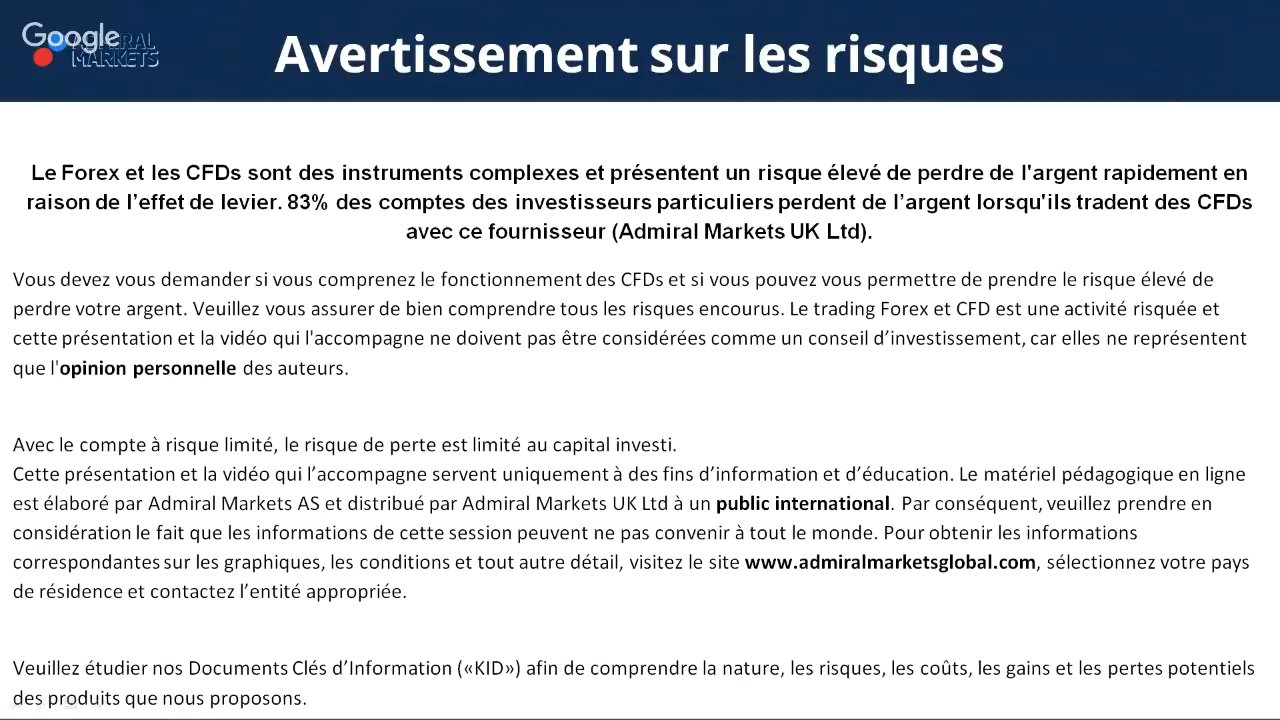 Google
ADMIRAL
MARKETS
Avertissement sur les risques
Le Forex et les CFDs sont des instruments complexes et présentent un risque élevé de perdre de l'argent rapidement en
raison de l’effet de levier. 83% des comptes des investisseurs particuliers perdent de l’argent lorsqu'ils tradent des CFDs
avec ce fournisseur (Admiral Markets UK Ltd).
Vous devez vous demander si vous comprenez le fonctionnement des CFDs et si vous pouvez vous permettre de prendre le risque élevé de
perdre votre argent. Veuillez vous assurer de bien comprendre tous les risques encourus. Le trading Forex et CFD est une activité risquée et
cette présentation et la vidéo qui l'accompagne ne doivent pas être considérées comme un conseil d’investissement, car elles ne représentent
que l'opinion personnelle des auteurs.
Avec le compte à risque limité, le risque de perte est limité au capital investi.
Cette présentation et la vidéo qui l’accompagne servent uniquement à des fins d’information et d’éducation. Le matériel pédagogique en ligne
est élaboré par Admiral Markets AS et distribué par Admiral Markets UK Ltd à un public international. Par conséquent, veuillez prendre en
considération le fait que les informations de cette session peuvent ne pas convenir à tout le monde. Pour obtenir les informations
correspondantes sur les graphiques, les conditions et tout autre détail, visitez le site www.admiralmarketsglobal.com, sélectionnez votre pays
de résidence et contactez l’entité appropriée.
Veuillez étudier nos Documents Clés d’Information («KID») afin de comprendre la nature, les risques, les coûts, les gains et les pertes potentiels
des produits que nous proposons.